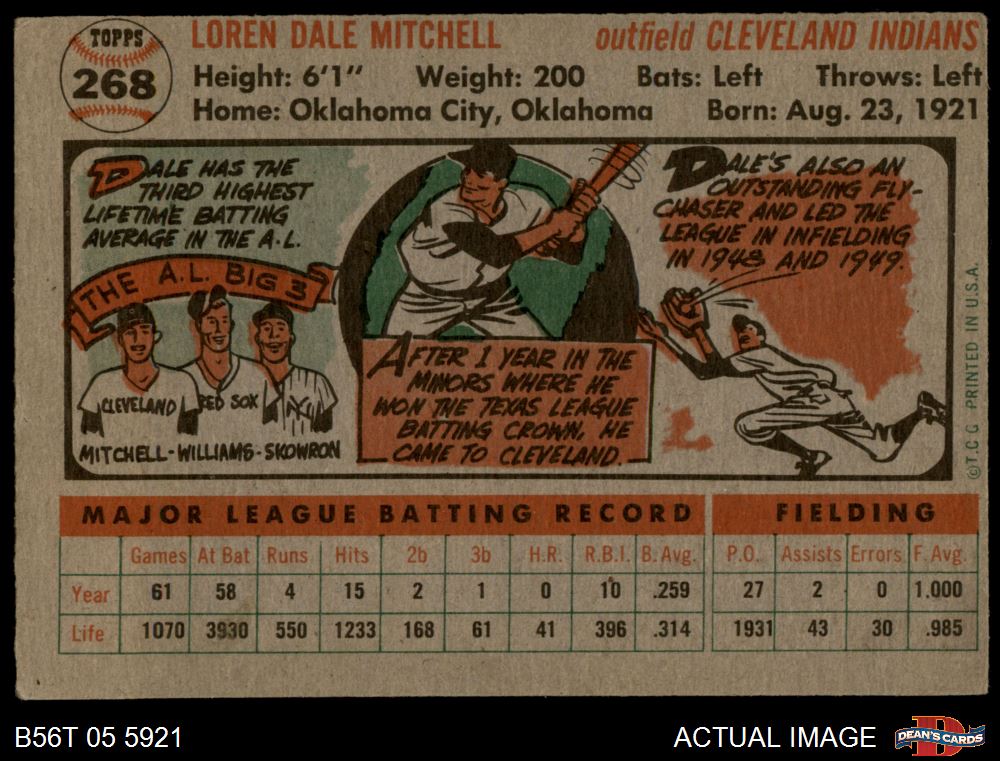 TOPPS
268
LOREN DALE MITCHELL outfield CLEVELAND INDIANS
Height: 6'1" Weight: 200 Bats: Left Throws: Left
Home: Oklahoma City, Oklahoma Born: Aug. 23, 1921
DALE HAS THE
THIRD HIGHEST
LIFETIME BATTING
AVERAGE IN THE A.L.
THE A.L. BIG 3
CLEVELAND RED SOX NY
MITCHELL-WILLIAMS-SKOWRON
AFTER 1 YEAR IN THE
MINORS WHERE HE
WON THE TEXAS LEAGUE
BATTING CROWN, HE
CAME TO CLEVELAND.
DALE'S ALSO AN
OUTSTANDING FLY-
CHASER AND LED THE
LEAGUE IN INFIELDING
IN 1948 AND 1949.
©T.C.G. PRINTED IN U.S.A.
MAJOR LEAGUE BATTING RECORD FIELDING
Games At Bat Runs Hits 2b 3b H.R. R.B.I. B. Avg. P.O. Assists Errors F. Avg.
Year 61 58 4 15 2 1 0 10 .259 27 2 0 1.000
Life 1070 3930 550 1233 168 61 41 396 .314 1931 43 30 .985
B56T 05 5921 ACTUAL IMAGE D DEAN'S CARDS